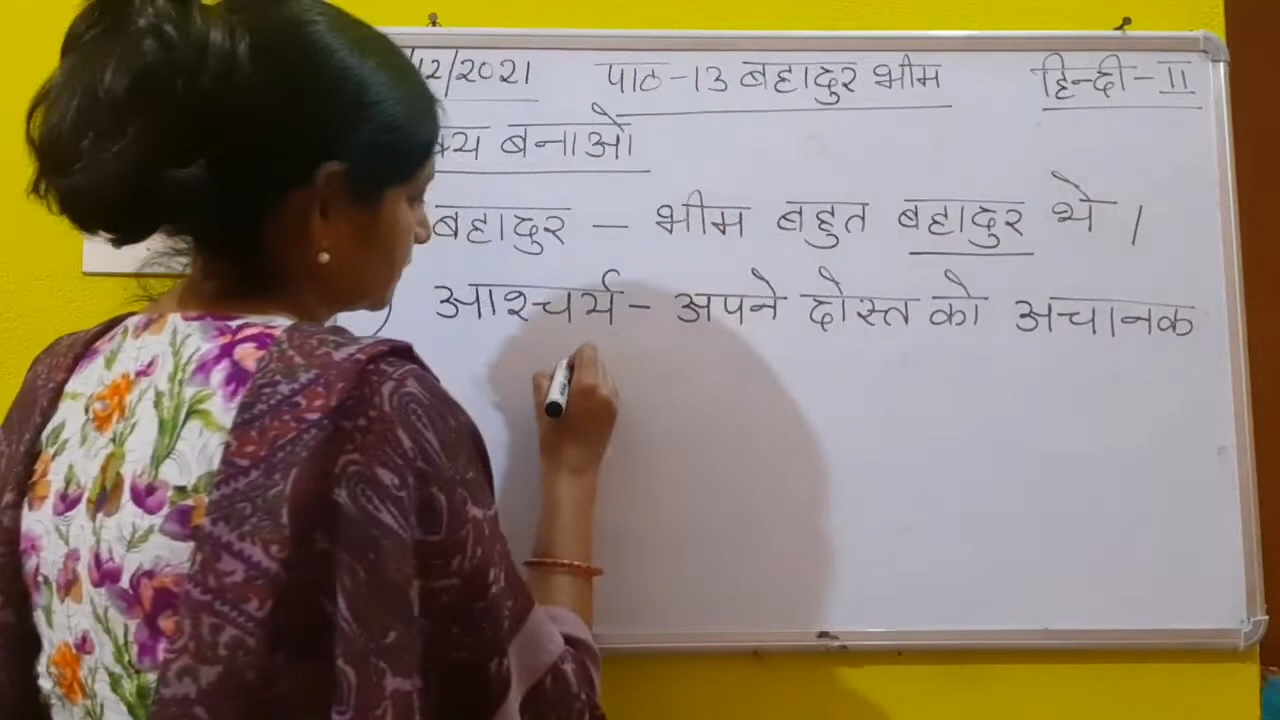 /12/2021 पाठ-13 बहादुर भीम हिन्दी-II
बनाओ
बहादुर – भीम बहुत बहादुर थे।
आश्चर्य – अपने दोस्त को अचानक